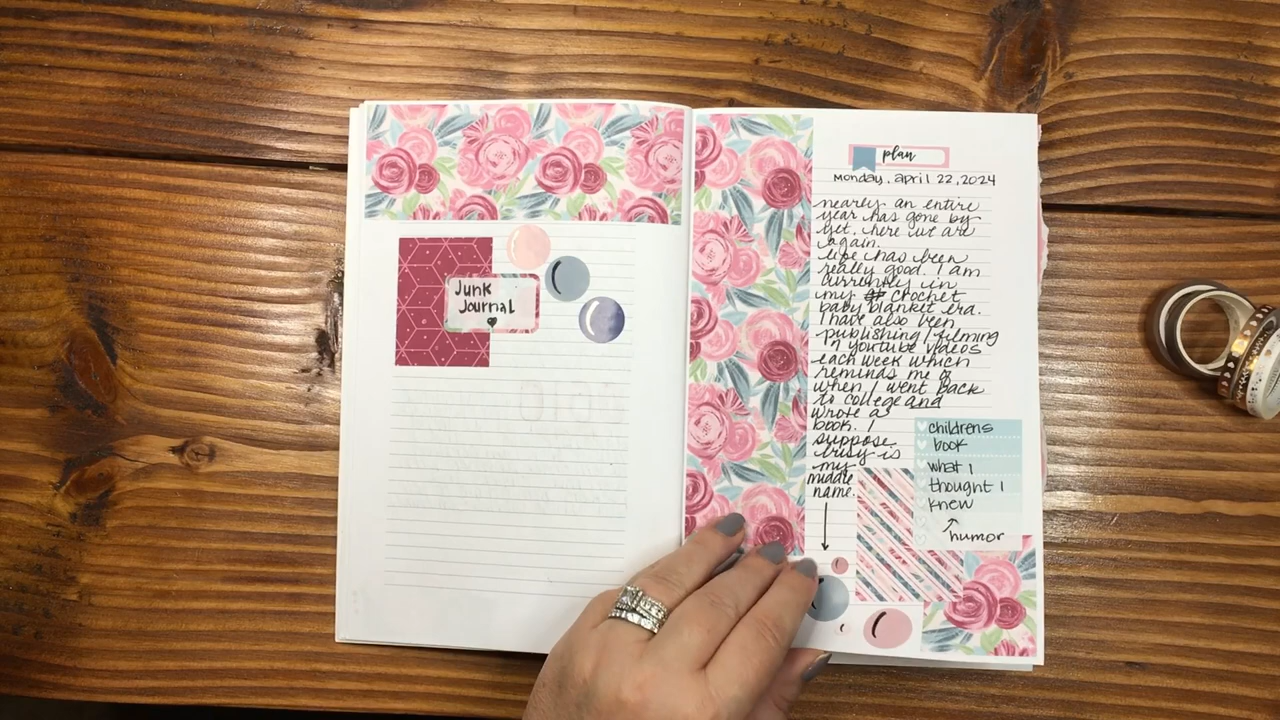 Junk
Journal
plan
Monday, april 22, 2024
nearly an entire
year has gone by
yet, here we are
again.
life has been
really good. I am
currently in
my crochet
baby blanket era.
I have also been
publishing/filming
n youtube videos
each week which
reminds me of
when I went back
to college and
wrote a
book. I
suppose
busy is
my
middle
name.
childrens
book
what I
thought I
knew
humor